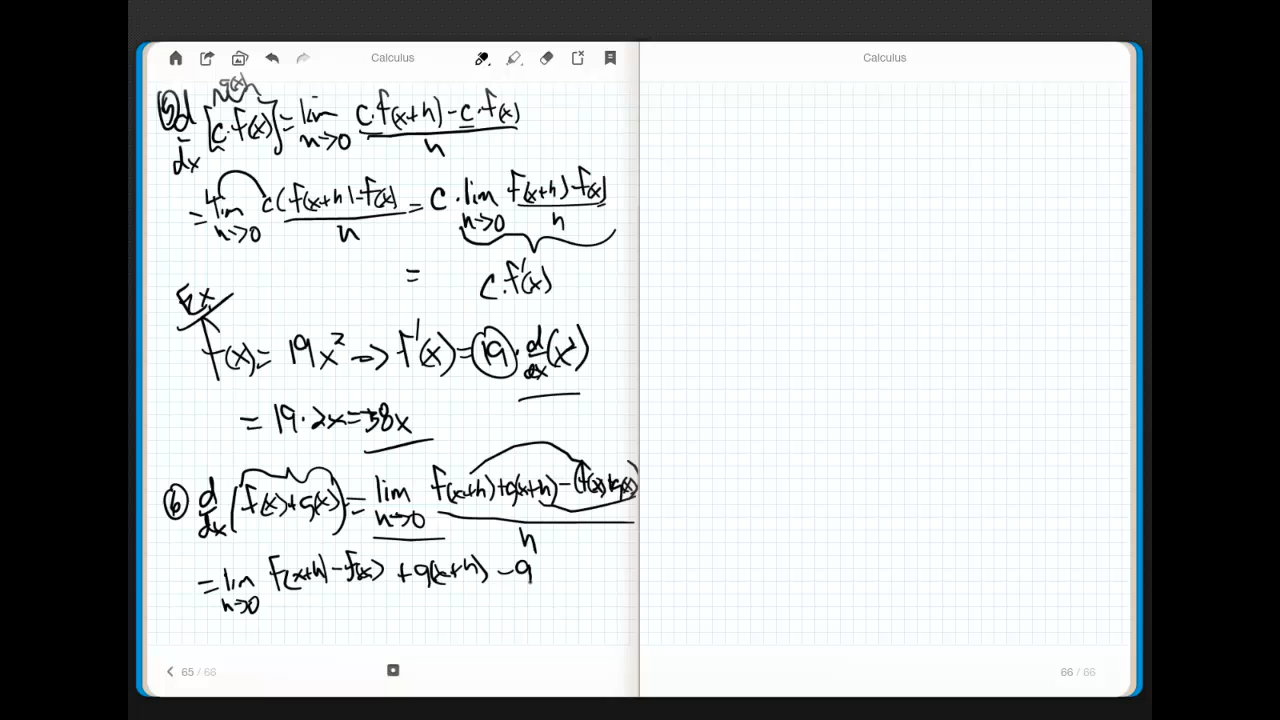 Calculus
Calculus
⑤ d/dx [c·f(x)] = lim h→0 c·f(x+h) - c·f(x) / h
= lim h→0 c(f(x+h) - f(x) / h = c · lim h→0 f(x+h) - f(x) / h
= c·f'(x)
Ex
f(x) = 19x² → f'(x) = 19 · d/dx (x²)
= 19·2x = 38x
⑥ d/dx (f(x)+g(x)) = lim h→0 f(x+h)+g(x+h) - (f(x)+g(x)) / h
= lim h→0 f(x+h) - f(x) + g(x+h) - g
65 / 66
66 / 66